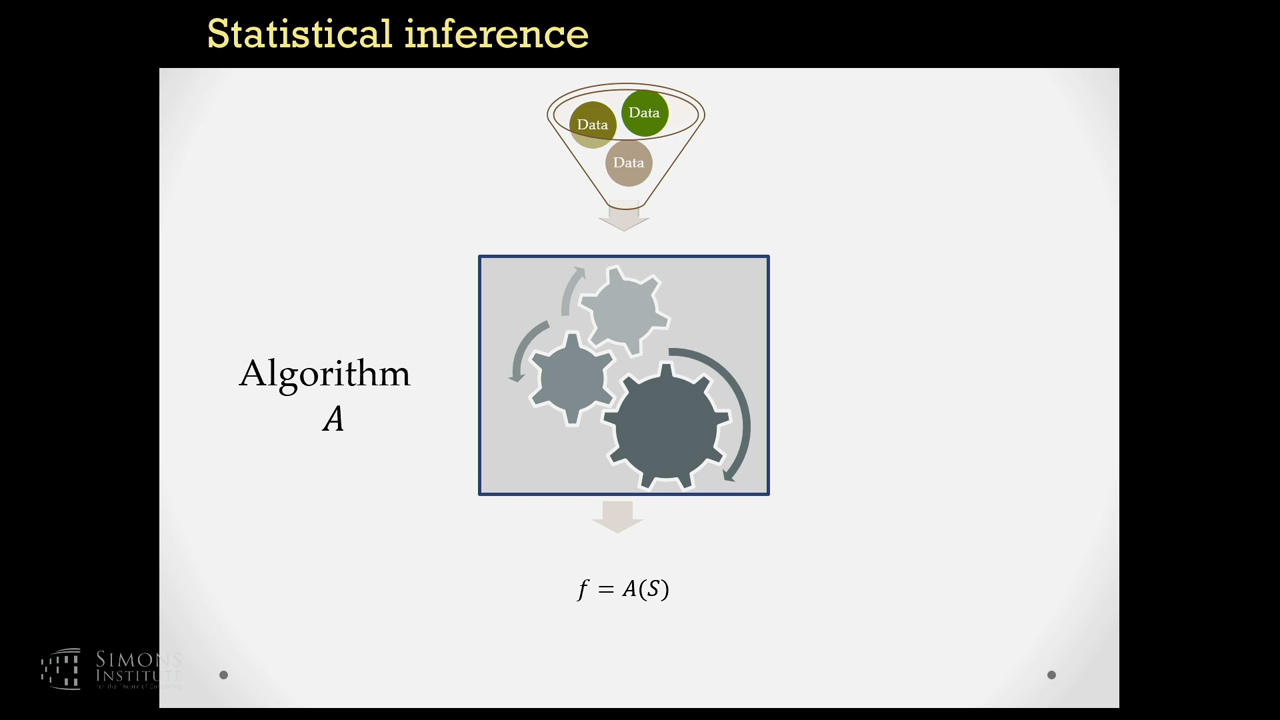 Statistical inference
Data
Data
Data
Algorithm
A
f = A(S)
SIMONS
INSTITUTE